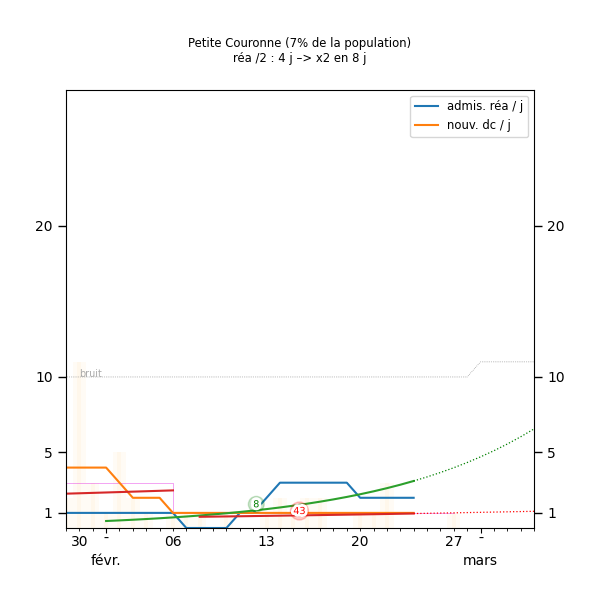 Petite Couronne (7% de la population)
réa /2 : 4 j –> x2 en 8 j
admis. réa / j
nouv. dc / j
20 20
bruit
10 10
5 5
8
43
1 1
30 - 06 13 20 27 -
févr. mars